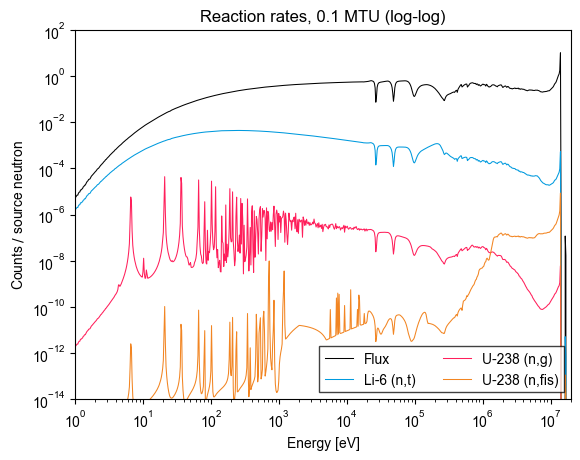 Reaction rates, 0.1 MTU (log-log)
Counts / source neutron
10^2
10^0
10^-2
10^-4
10^-6
10^-8
10^-10
10^-12
10^-14
10^0 10^1 10^2 10^3 10^4 10^5 10^6 10^7
Energy [eV]
Flux U-238 (n,g)
Li-6 (n,t) U-238 (n,fis)